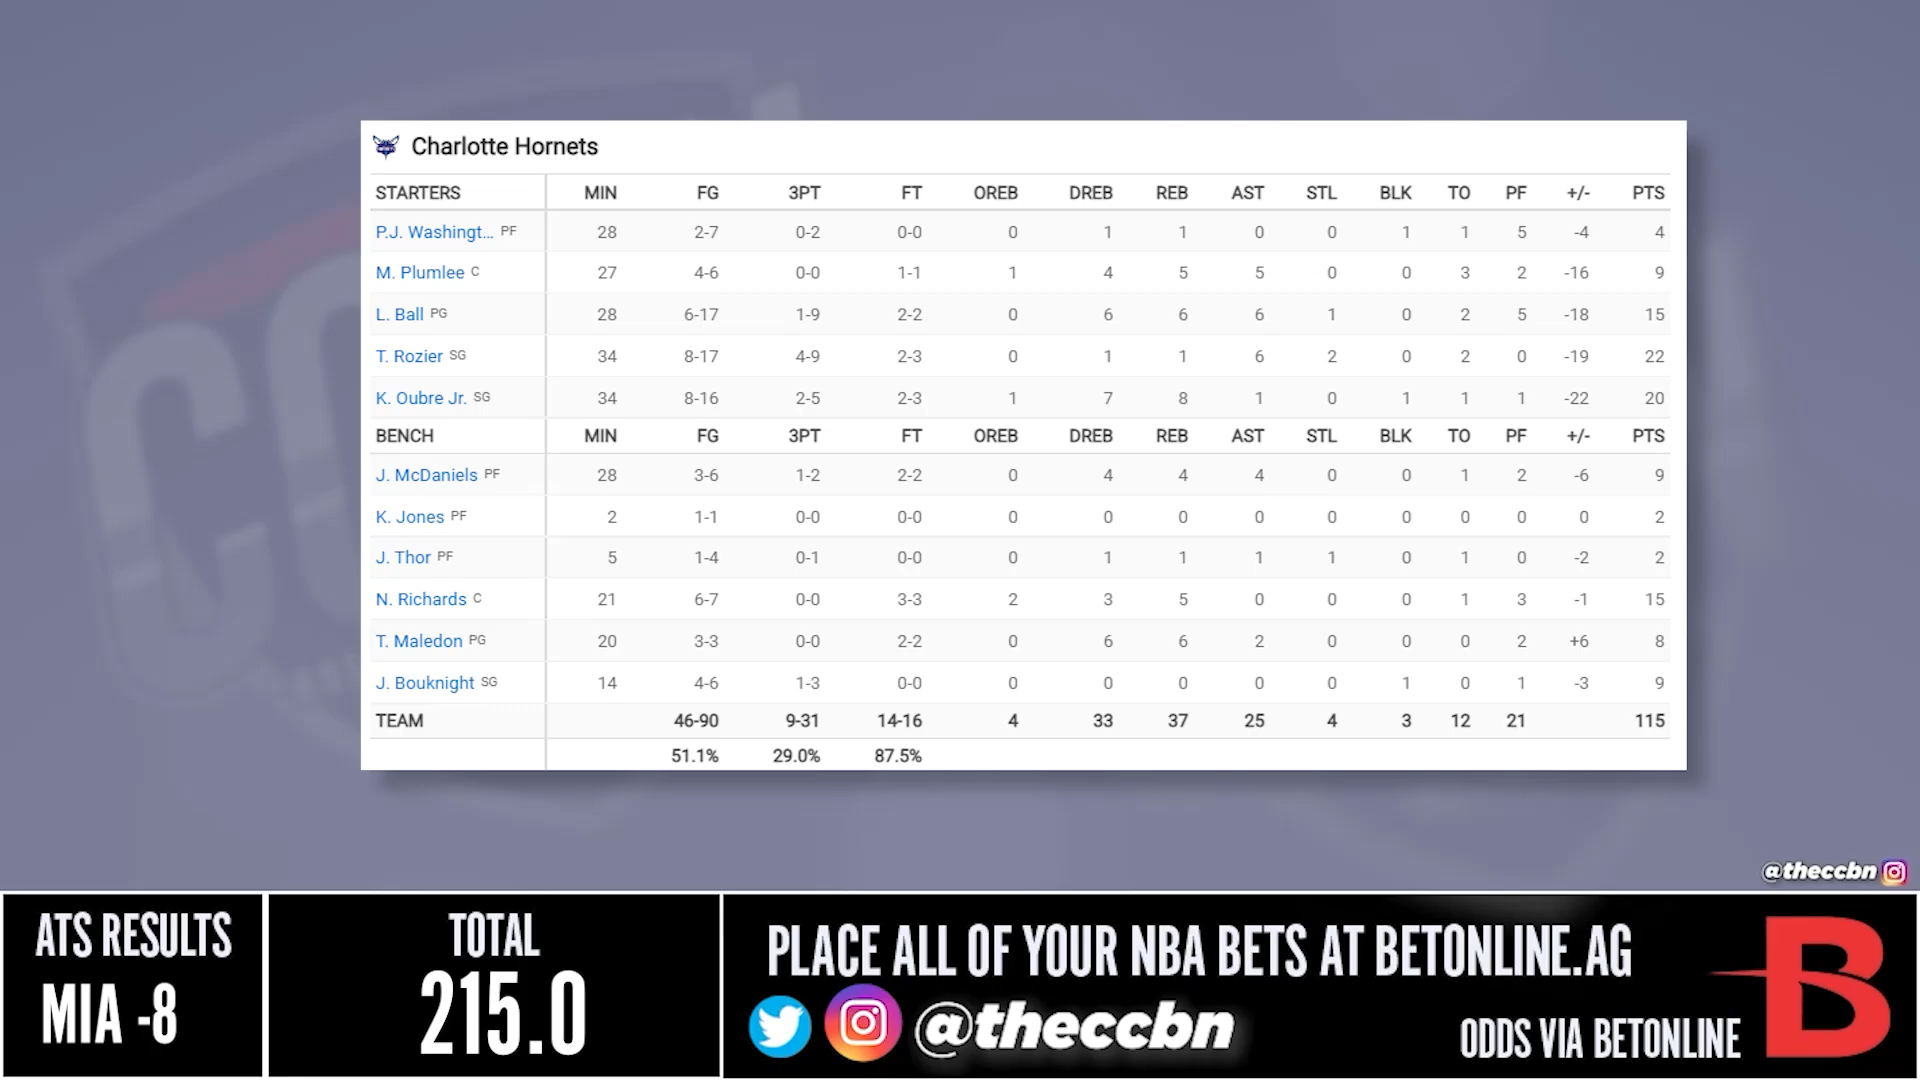 Charlotte Hornets
STARTERS MIN FG 3PT FT OREB DREB REB AST STL BLK TO PF +/- PTS
P.J. Washingt... PF 28 2-7 0-2 0-0 0 1 1 0 0 1 1 5 -4 4
M. Plumlee C 27 4-6 0-0 1-1 1 4 5 5 0 0 3 2 -16 9
L. Ball PG 28 6-17 1-9 2-2 0 6 6 6 1 0 2 5 -18 15
T. Rozier SG 34 8-17 4-9 2-3 0 1 1 6 2 0 2 0 -19 22
K. Oubre Jr. SG 34 8-16 2-5 2-3 1 7 8 1 0 1 1 1 -22 20
BENCH MIN FG 3PT FT OREB DREB REB AST STL BLK TO PF +/- PTS
J. McDaniels PF 28 3-6 1-2 2-2 0 4 4 4 0 0 1 2 -6 9
K. Jones PF 2 1-1 0-0 0-0 0 0 0 0 0 0 0 0 0 2
J. Thor PF 5 1-4 0-1 0-0 0 1 1 1 1 0 1 0 -2 2
N. Richards C 21 6-7 0-0 3-3 2 3 5 0 0 0 1 3 -1 15
T. Maledon PG 20 3-3 0-0 2-2 0 6 6 2 0 0 0 2 +6 8
J. Bouknight SG 14 4-6 1-3 0-0 0 0 0 0 0 1 0 1 -3 9
TEAM 46-90 9-31 14-16 4 33 37 25 4 3 12 21 115
51.1% 29.0% 87.5%
@theccbn
ATS RESULTS
MIA -8
TOTAL
215.0
PLACE ALL OF YOUR NBA BETS AT BETONLINE.AG
@theccbn
ODDS VIA BETONLINE
B